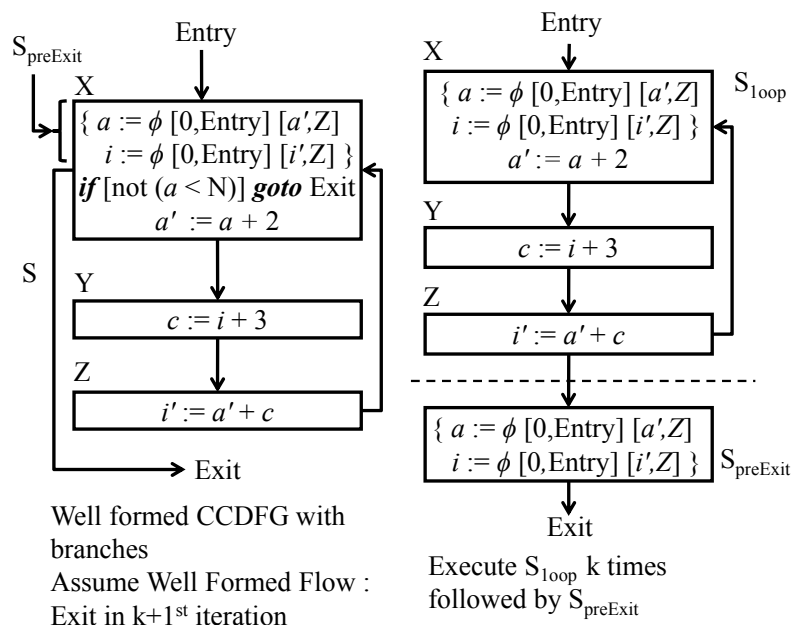 Entry
S_preExit
X
{ a := ϕ [0,Entry] [a′,Z]
i := ϕ [0,Entry] [i′,Z] }
if [not (a < N)] goto Exit
a′ := a + 2
S
Y
c := i + 3
Z
i′ := a′ + c
Exit
Well formed CCDFG with
branches
Assume Well Formed Flow :
Exit in k+1st iteration
Entry
X
S_loop
{ a := ϕ [0,Entry] [a′,Z]
i := ϕ [0,Entry] [i′,Z] }
a′ := a + 2
Y
c := i + 3
Z
i′ := a′ + c
{ a := ϕ [0,Entry] [a′,Z]
i := ϕ [0,Entry] [i′,Z] }
S_preExit
Exit
Execute S_loop k times
followed by S_preExit